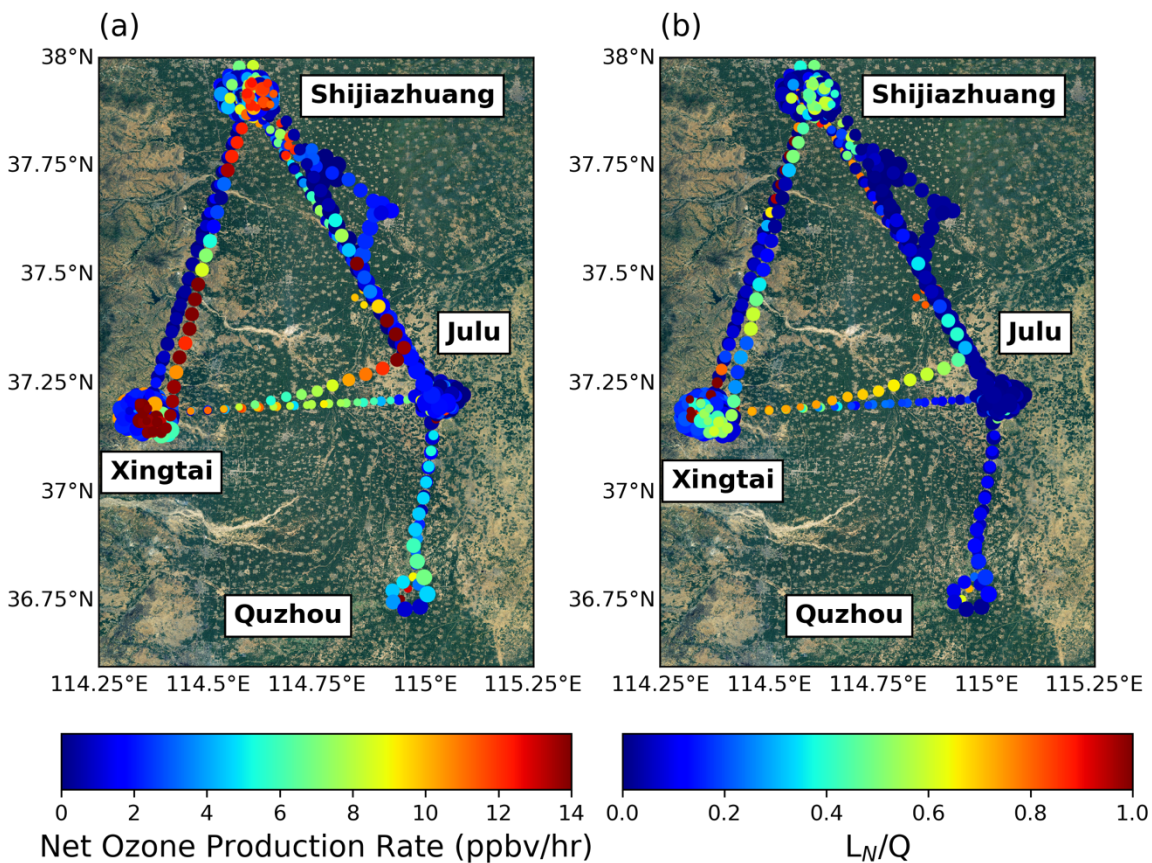 (a)
38°N
37.75°N
37.5°N
37.25°N
37°N
36.75°N
114.25°E 114.5°E 114.75°E 115°E 115.25°E
Shijiazhuang
Julu
Xingtai
Quzhou
0 2 4 6 8 10 12 14
Net Ozone Production Rate (ppbv/hr)
(b)
38°N
37.75°N
37.5°N
37.25°N
37°N
36.75°N
114.25°E 114.5°E 114.75°E 115°E 115.25°E
Shijiazhuang
Julu
Xingtai
Quzhou
0.0 0.2 0.4 0.6 0.8 1.0
L_N/Q